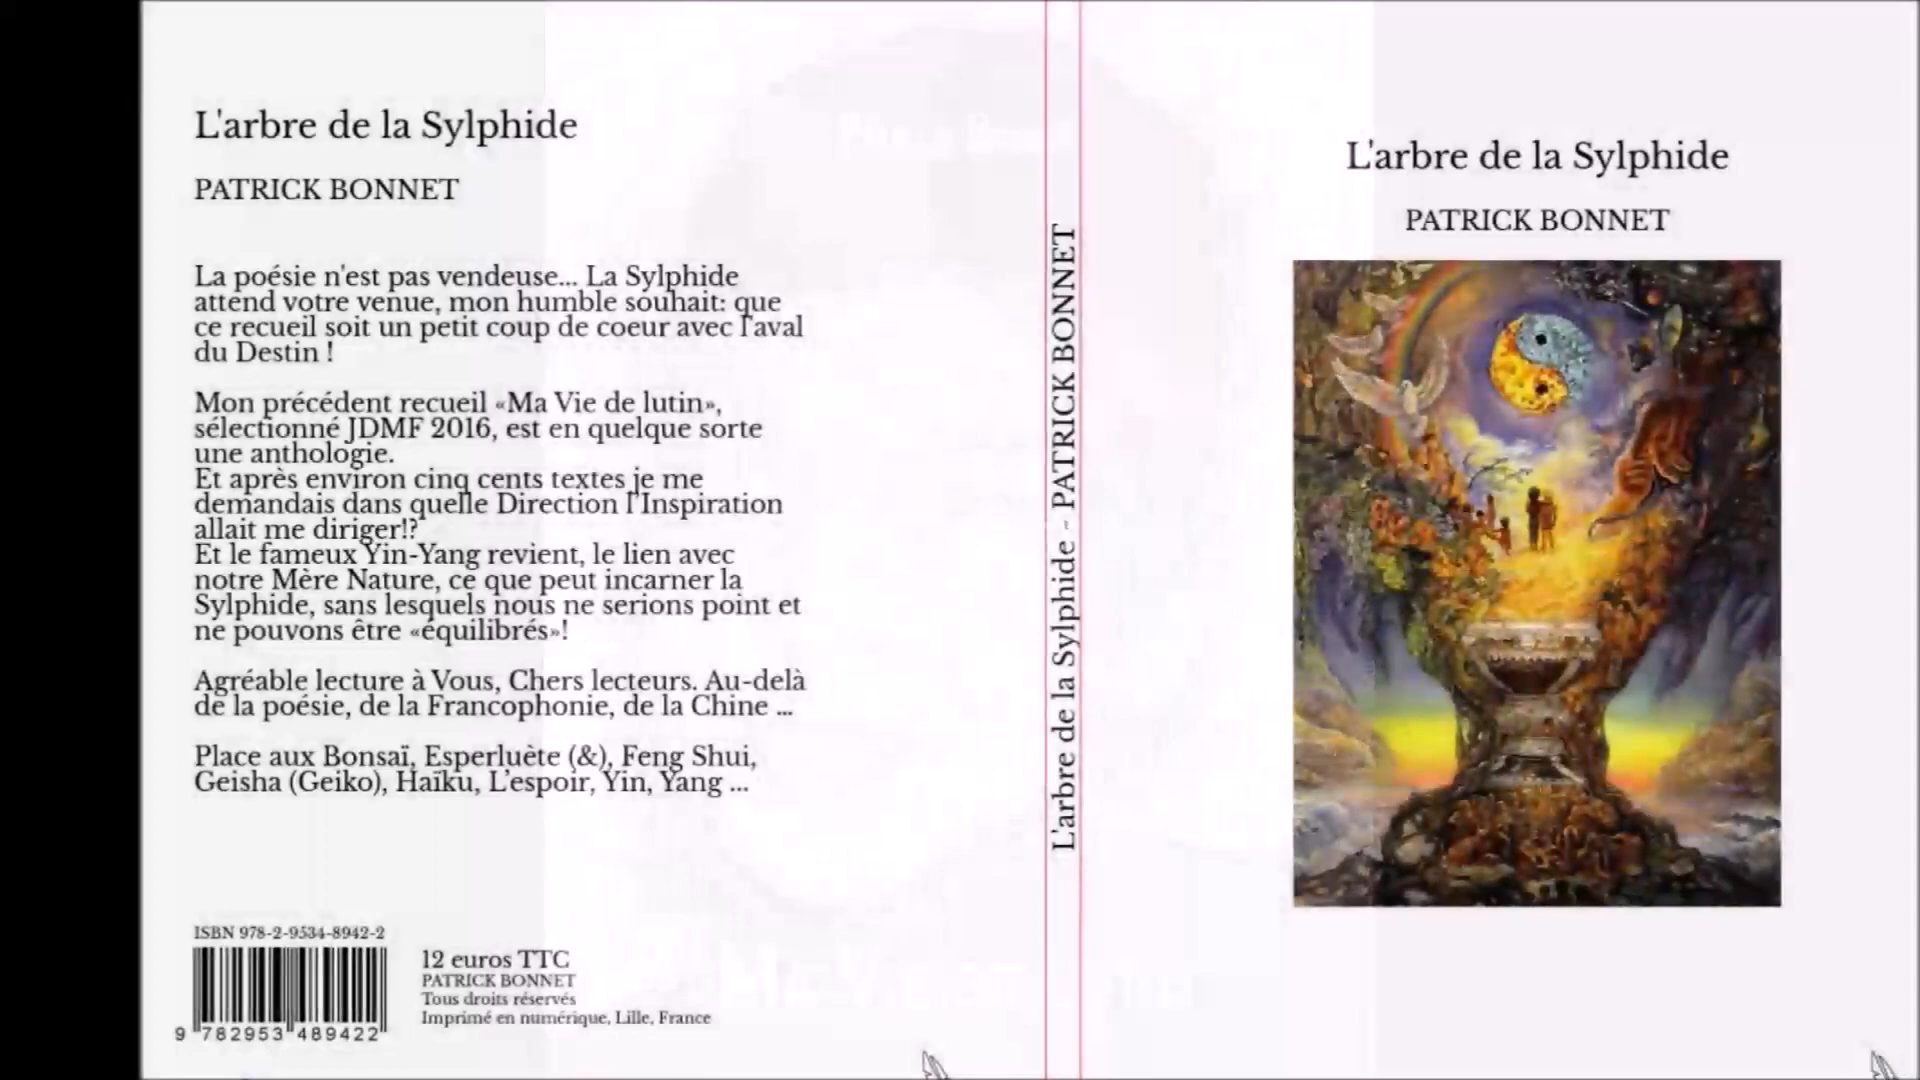 L'arbre de la Sylphide
PATRICK BONNET
La poésie n'est pas vendeuse... La Sylphide
attend votre venue, mon humble souhait: que
ce recueil soit un petit coup de coeur avec l'aval
du Destin !
Mon précédent recueil «Ma Vie de lutin»,
sélectionné JDMF 2016, est en quelque sorte
une anthologie.
Et après environ cinq cents textes je me
demandais dans quelle Direction l'Inspiration
allait me diriger!?
Et le fameux Yin-Yang revient, le lien avec
notre Mère Nature, ce que peut incarner la
Sylphide, sans lesquels nous ne serions point et
ne pouvons être «équilibrés»!
Agréable lecture à Vous, Chers lecteurs. Au-delà
de la poésie, de la Francophonie, de la Chine ...
Place aux Bonsaï, Esperluète (&), Feng Shui,
Geisha (Geiko), Haïku, L'espoir, Yin, Yang ...
ISBN 978-2-9534-8942-2
9 782953 489422
12 euros TTC
PATRICK BONNET
Tous droits réservés
Imprimé en numérique, Lille, France
L'arbre de la Sylphide - PATRICK BONNET
L'arbre de la Sylphide
PATRICK BONNET